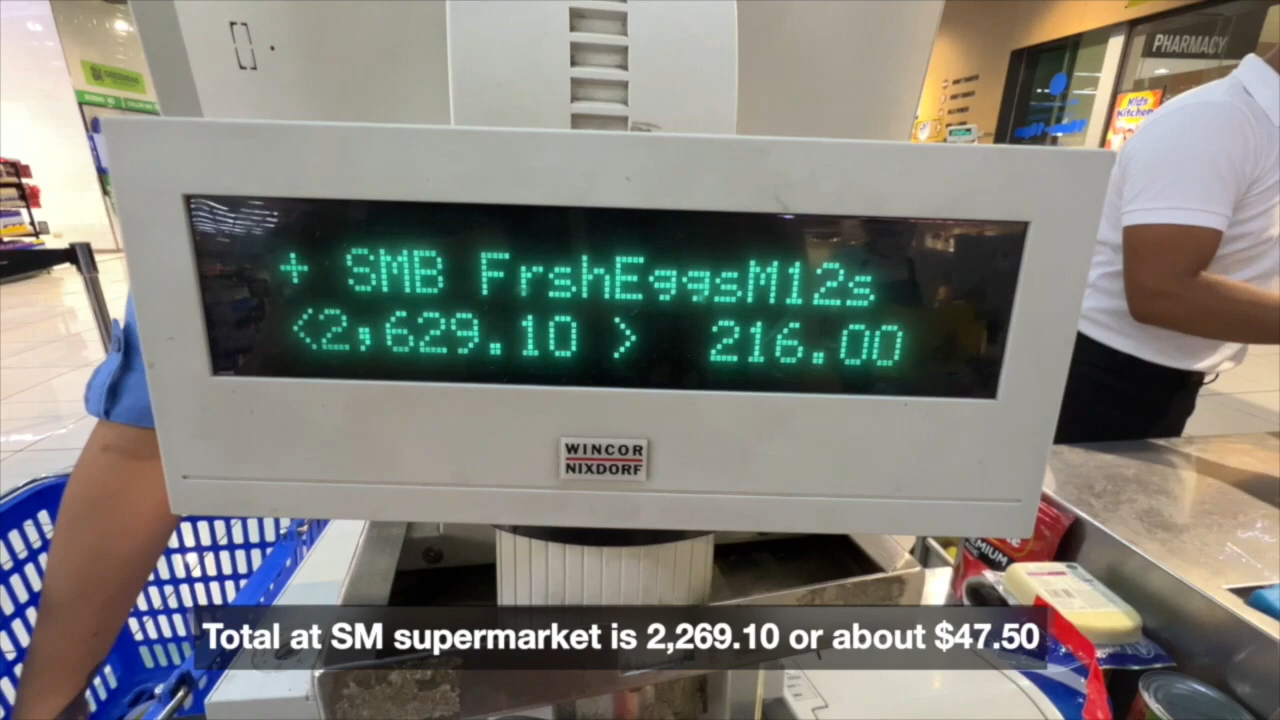 PHARMACY
Kids
Kitchen
+ SMB FrshEggsM12s
<2,629.10 > 216.00
WINCOR
NIXDORF
Total at SM supermarket is 2,269.10 or about $47.50